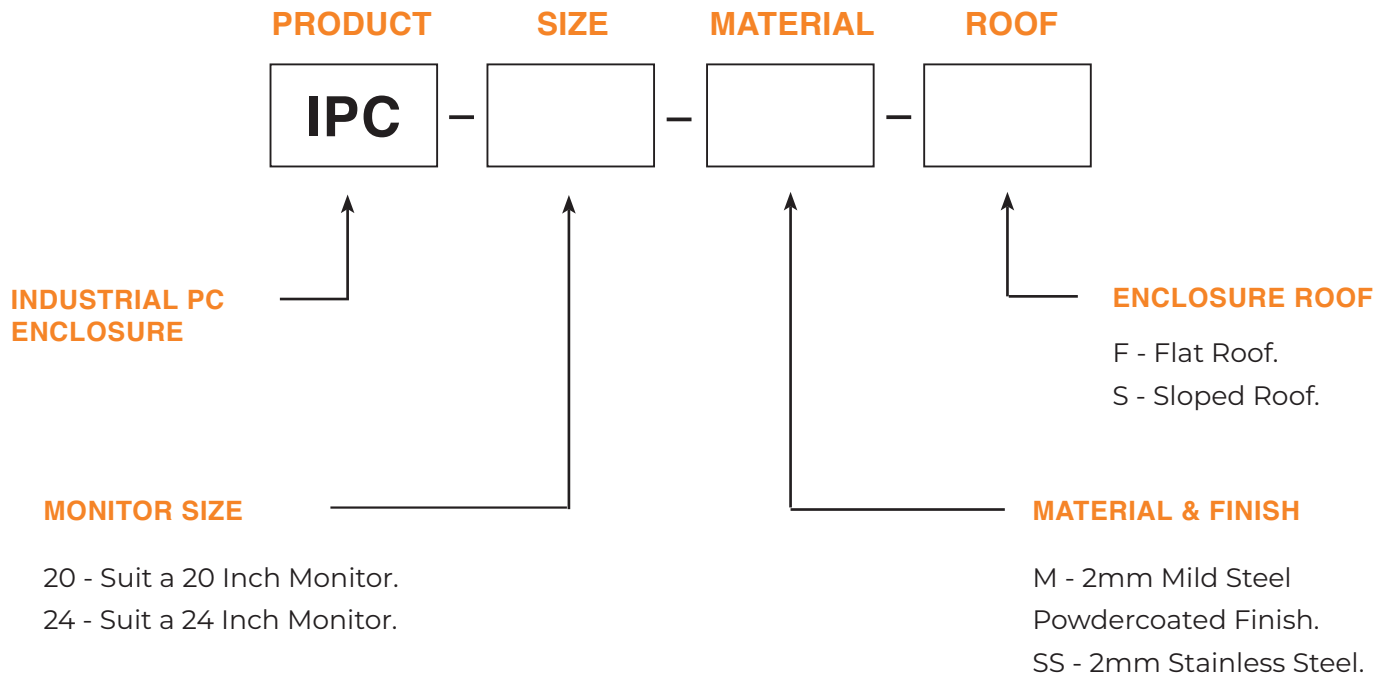 PRODUCT SIZE MATERIAL ROOF
IPC – – –
INDUSTRIAL PC
ENCLOSURE
ENCLOSURE ROOF
F - Flat Roof.
S - Sloped Roof.
MONITOR SIZE
20 - Suit a 20 Inch Monitor.
24 - Suit a 24 Inch Monitor.
MATERIAL & FINISH
M - 2mm Mild Steel
Powdercoated Finish.
SS - 2mm Stainless Steel.